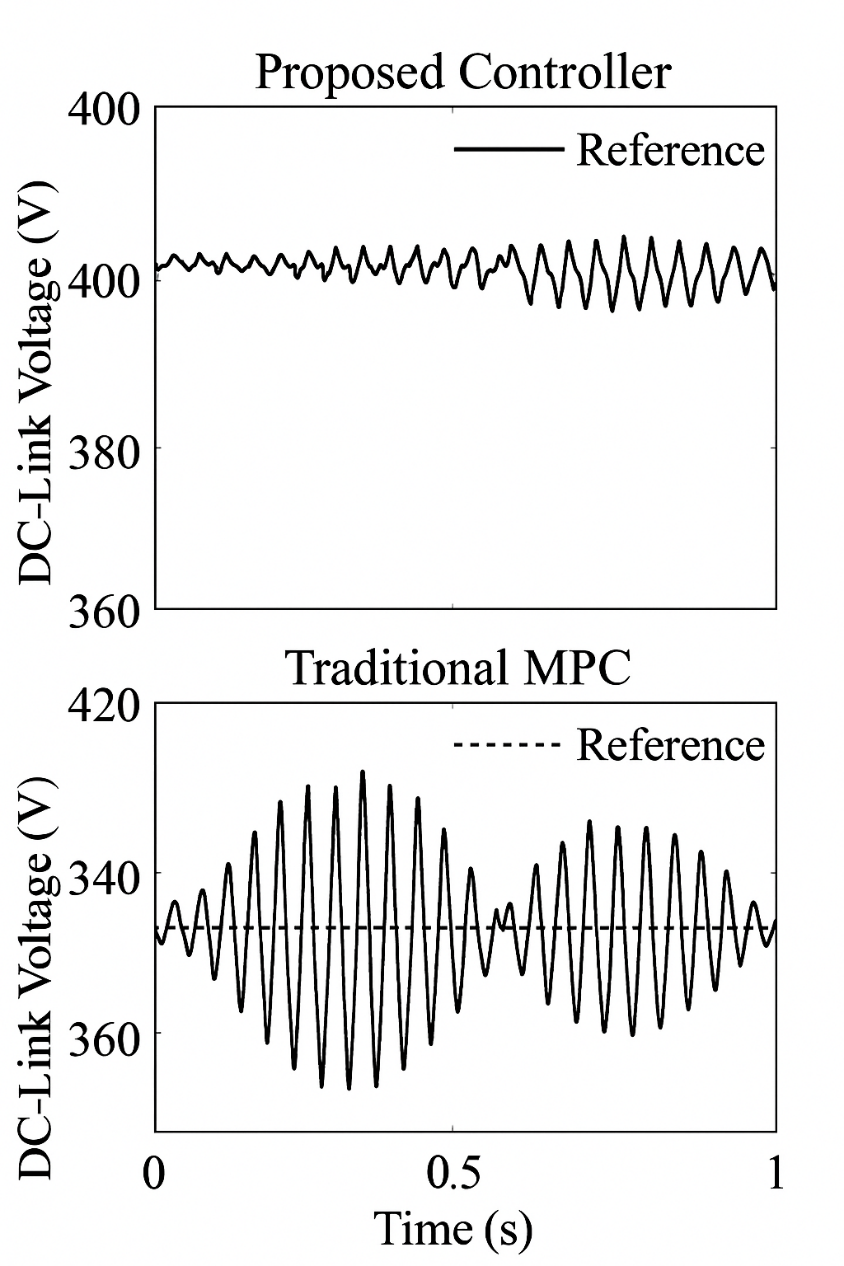 Proposed Controller
400
Reference
400
380
360
DC-Link Voltage (V)
Traditional MPC
420
Reference
340
360
DC-Link Voltage (V)
0 0.5 1
Time (s)